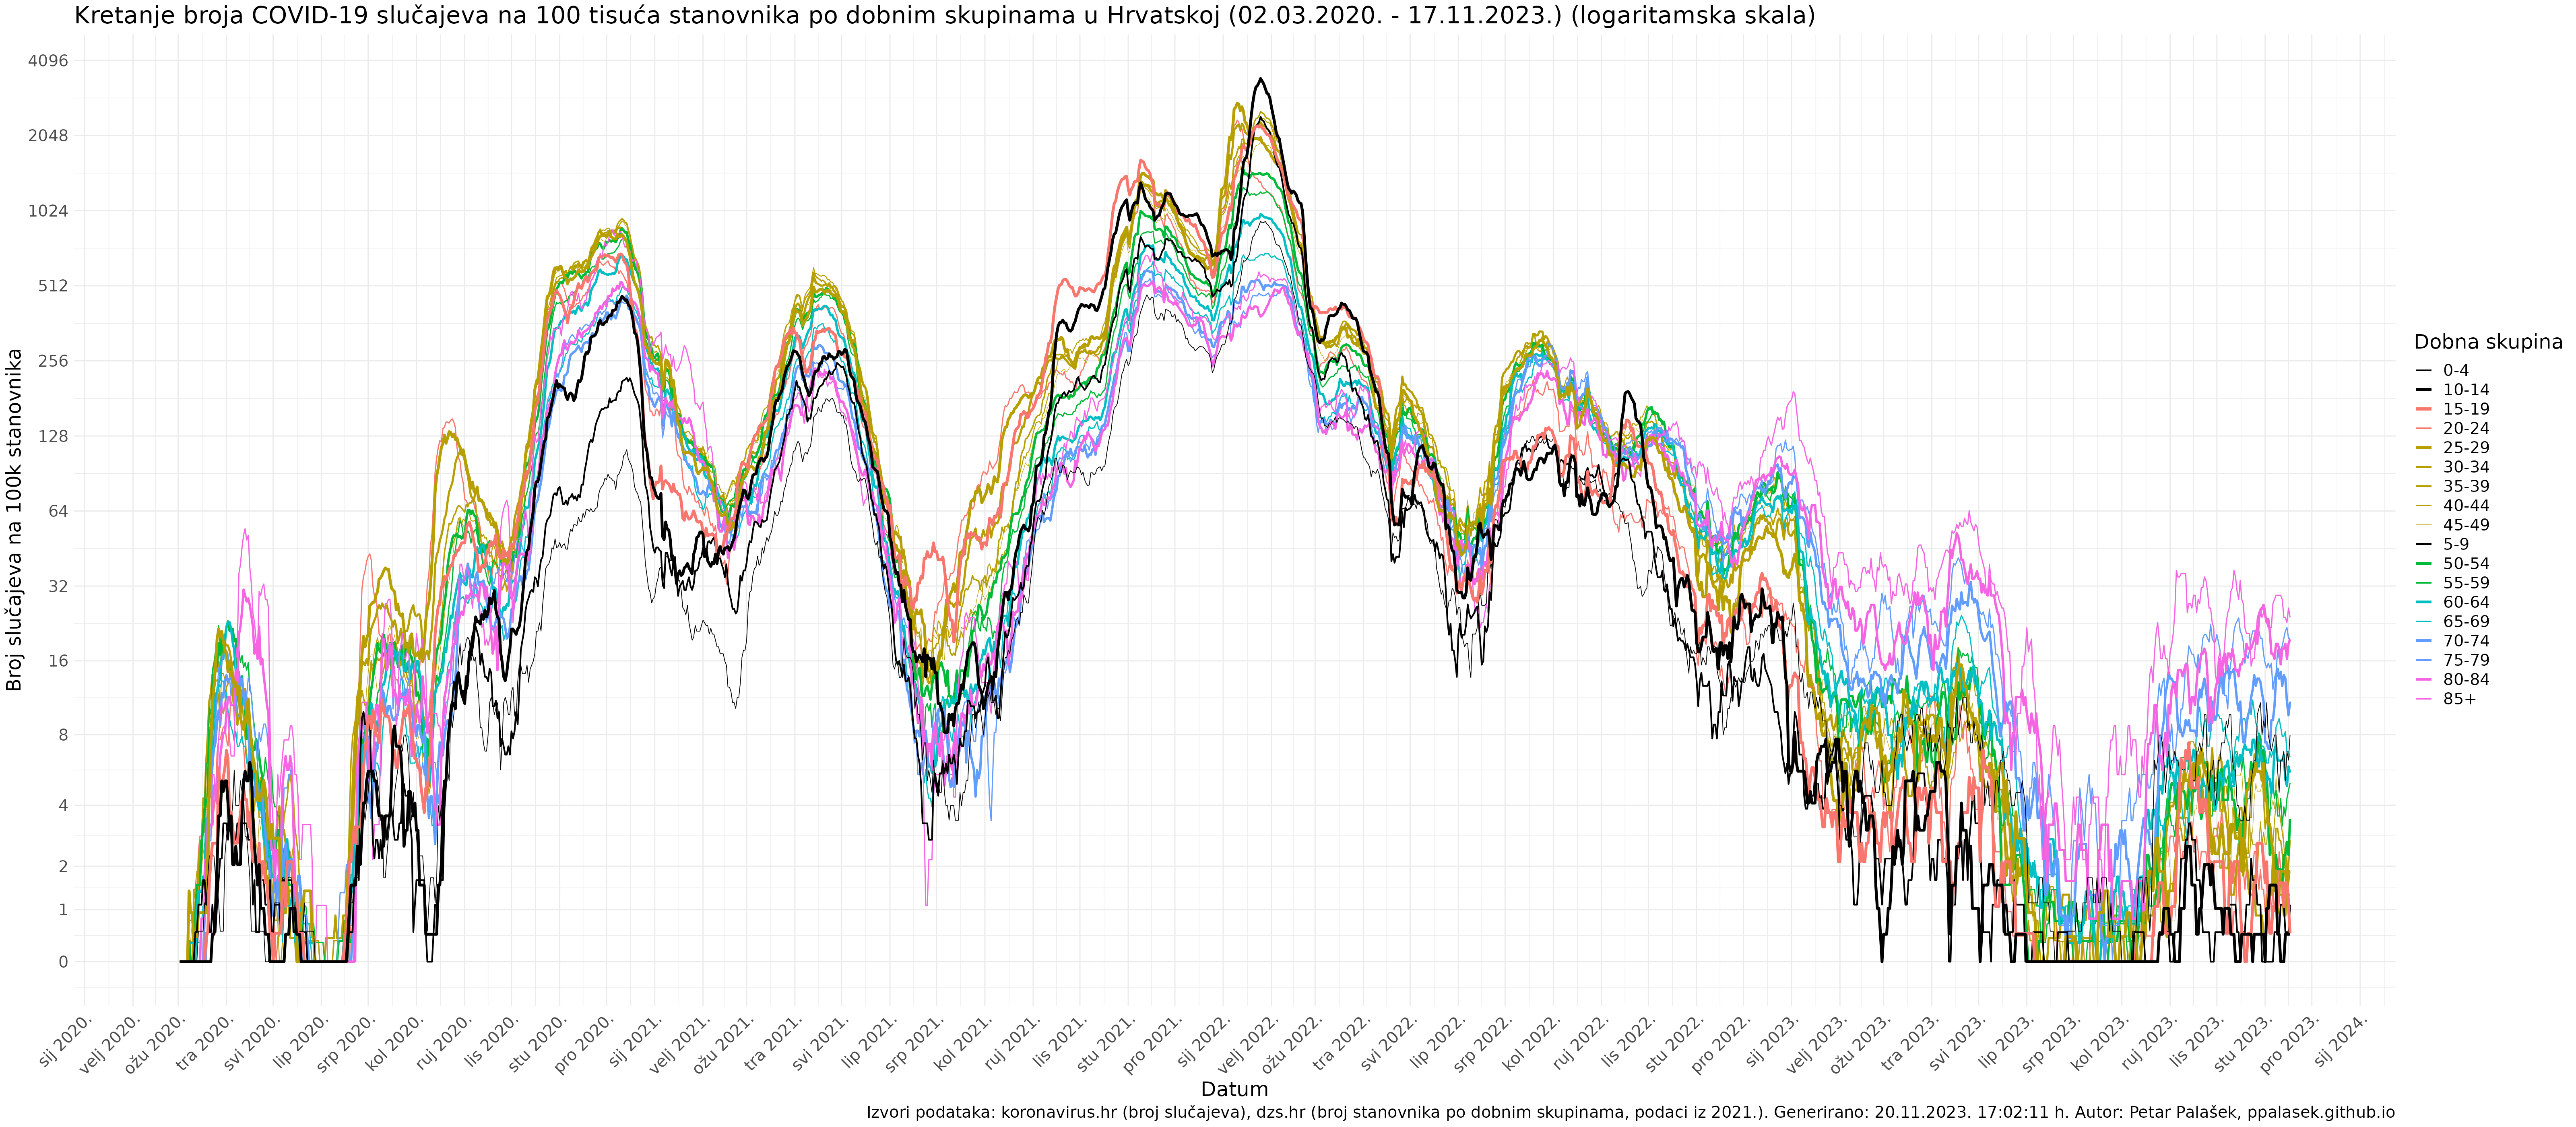 Kretanje broja COVID-19 slučajeva na 100 tisuća stanovnika po dobnim skupinama u Hrvatskoj (02.03.2020. - 17.11.2023.) (logaritamska skala)
Broj slučajeva na 100k stanovnika
4096
2048
1024
512
256
128
64
32
16
8
4
2
1
0
sij 2020.
velj 2020.
ožu 2020.
tra 2020.
svi 2020.
lip 2020.
srp 2020.
kol 2020.
ruj 2020.
lis 2020.
stu 2020.
pro 2020.
sij 2021.
velj 2021.
ožu 2021.
tra 2021.
svi 2021.
lip 2021.
srp 2021.
kol 2021.
ruj 2021.
lis 2021.
stu 2021.
pro 2021.
sij 2022.
velj 2022.
ožu 2022.
tra 2022.
svi 2022.
lip 2022.
srp 2022.
kol 2022.
ruj 2022.
lis 2022.
stu 2022.
pro 2022.
sij 2023.
velj 2023.
ožu 2023.
tra 2023.
svi 2023.
lip 2023.
srp 2023.
kol 2023.
ruj 2023.
lis 2023.
stu 2023.
pro 2023.
sij 2024.
Datum
Dobna skupina
0-4
10-14
15-19
20-24
25-29
30-34
35-39
40-44
45-49
5-9
50-54
55-59
60-64
65-69
70-74
75-79
80-84
85+
Izvori podataka: koronavirus.hr (broj slučajeva), dzs.hr (broj stanovnika po dobnim skupinama, podaci iz 2021.). Generirano: 20.11.2023. 17:02:11 h. Autor: Petar Palašek, ppalasek.github.io